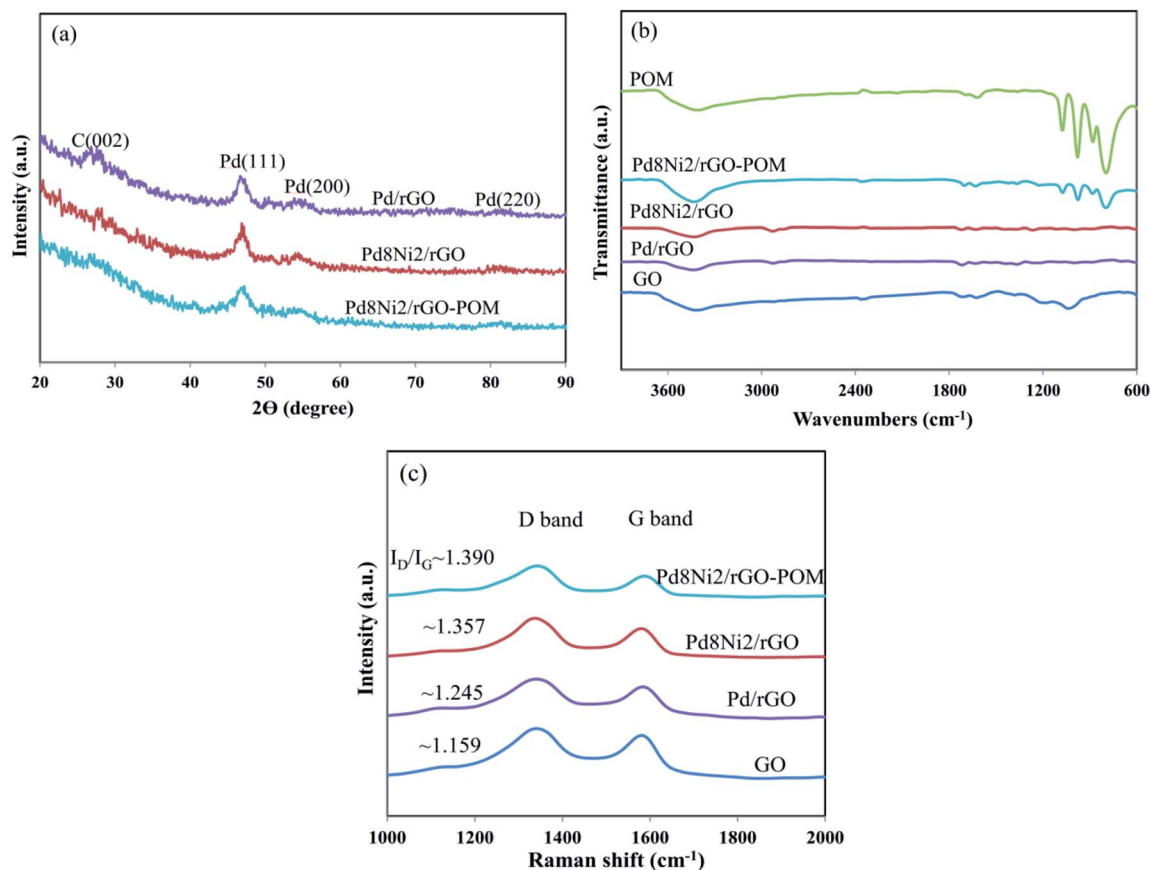 (a)
Intensity (a.u.)
C(002)
Pd(111)
Pd(200)
Pd/rGO
Pd(220)
Pd8Ni2/rGO
Pd8Ni2/rGO-POM
20 30 40 50 60 70 80 90
2Θ (degree)
(b)
Transmittance (a.u.)
POM
Pd8Ni2/rGO-POM
Pd8Ni2/rGO
Pd/rGO
GO
3600 3000 2400 1800 1200 600
Wavenumbers (cm⁻¹)
(c)
Intensity (a.u.)
D band G band
I_D/I_G~1.390
Pd8Ni2/rGO-POM
~1.357
Pd8Ni2/rGO
~1.245
Pd/rGO
~1.159
GO
1000 1200 1400 1600 1800 2000
Raman shift (cm⁻¹)